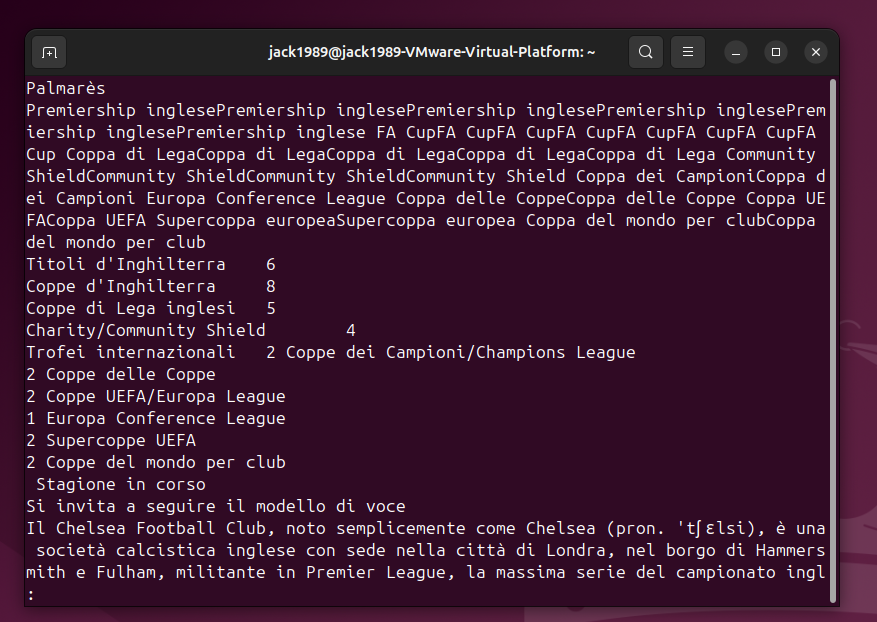 jack1989@jack1989-VMware-Virtual-Platform: ~
Palmarès
Premiership inglesePremiership inglesePremiership inglesePremiership inglesePrem
iership inglesePremiership inglese FA CupFA CupFA CupFA CupFA CupFA CupFA CupFA 
Cup Coppa di LegaCoppa di LegaCoppa di LegaCoppa di LegaCoppa di Lega Community 
ShieldCommunity ShieldCommunity ShieldCommunity Shield Coppa dei CampioniCoppa d
ei Campioni Europa Conference League Coppa delle CoppeCoppa delle Coppe Coppa UE
FACoppa UEFA Supercoppa europeaSupercoppa europea Coppa del mondo per clubCoppa 
del mondo per club
Titoli d'Inghilterra    6
Coppe d'Inghilterra     8
Coppe di Lega inglesi   5
Charity/Community Shield        4
Trofei internazionali   2 Coppe dei Campioni/Champions League
2 Coppe delle Coppe
2 Coppe UEFA/Europa League
1 Europa Conference League
2 Supercoppe UEFA
2 Coppe del mondo per club
 Stagione in corso
Si invita a seguire il modello di voce
Il Chelsea Football Club, noto semplicemente come Chelsea (pron. 'tʃɛlsi), è una
 società calcistica inglese con sede nella città di Londra, nel borgo di Hammers
mith e Fulham, militante in Premier League, la massima serie del campionato ingl
: